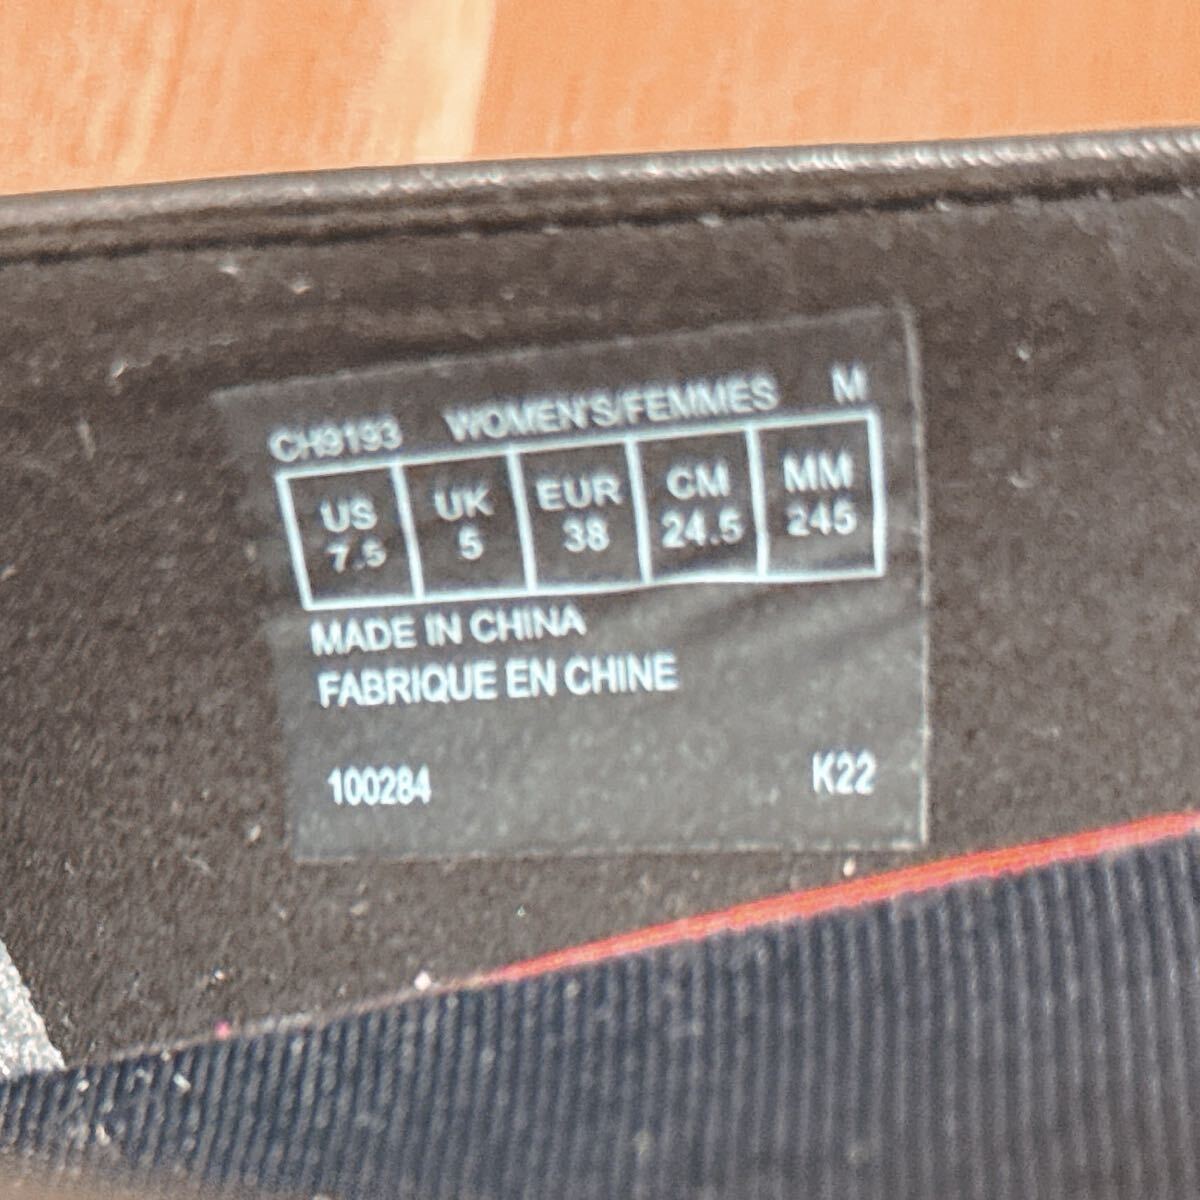 CH9193 WOMEN'S/FEMMES M
US UK EUR CM MM
7.5 5 38 24.5 245
MADE IN CHINA
FABRIQUE EN CHINE
100284 K22